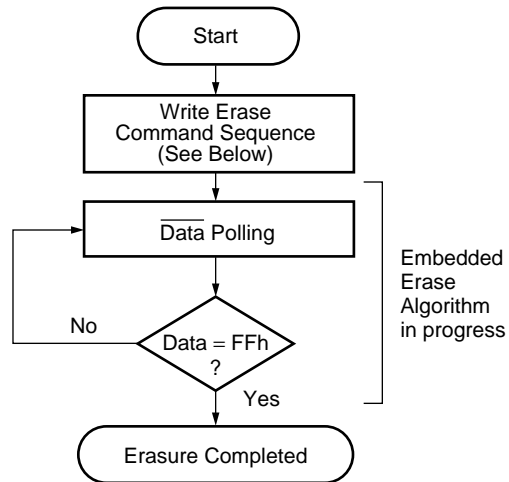 Start
Write Erase
Command Sequence
(See Below)
Data Polling
Embedded
Erase
Algorithm
in progress
No
Data = FFh
?
Yes
Erasure Completed